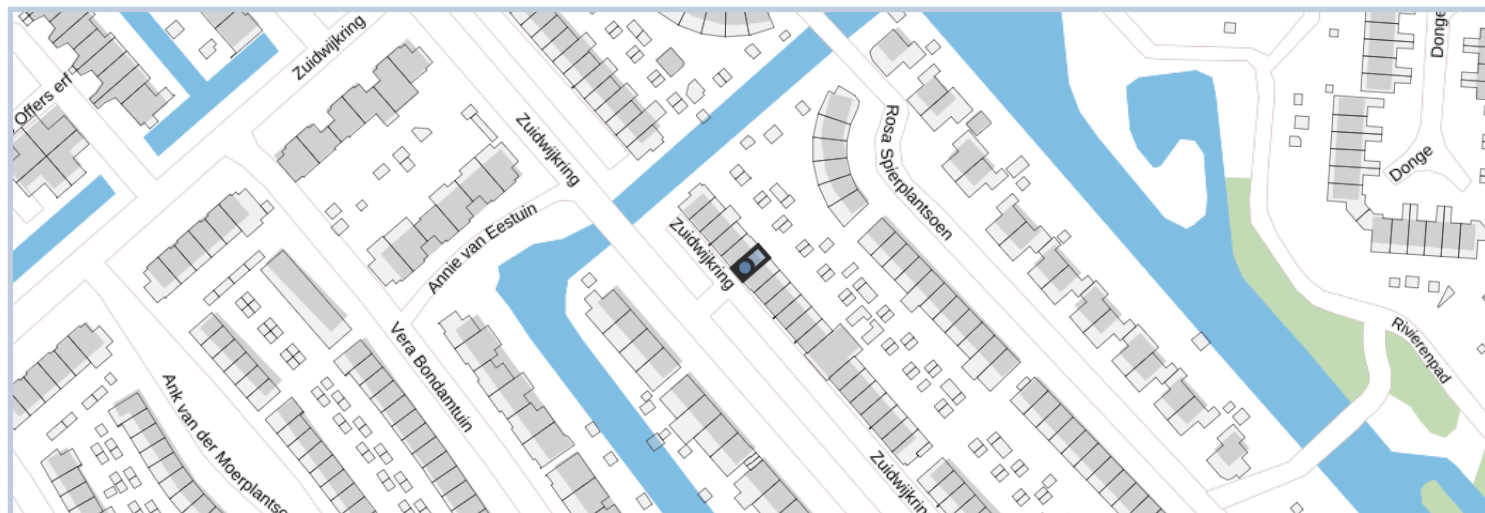 Zuidwijkring
Donge
Offers erf
Zuidwijkring
Rosa Spierplantsoen
Donge
Annie van Eestuin
Zuidwijkring
Rivierenpad
Vera Bondamtuin
Ank van der Moerplantso
Zuidwijkrin